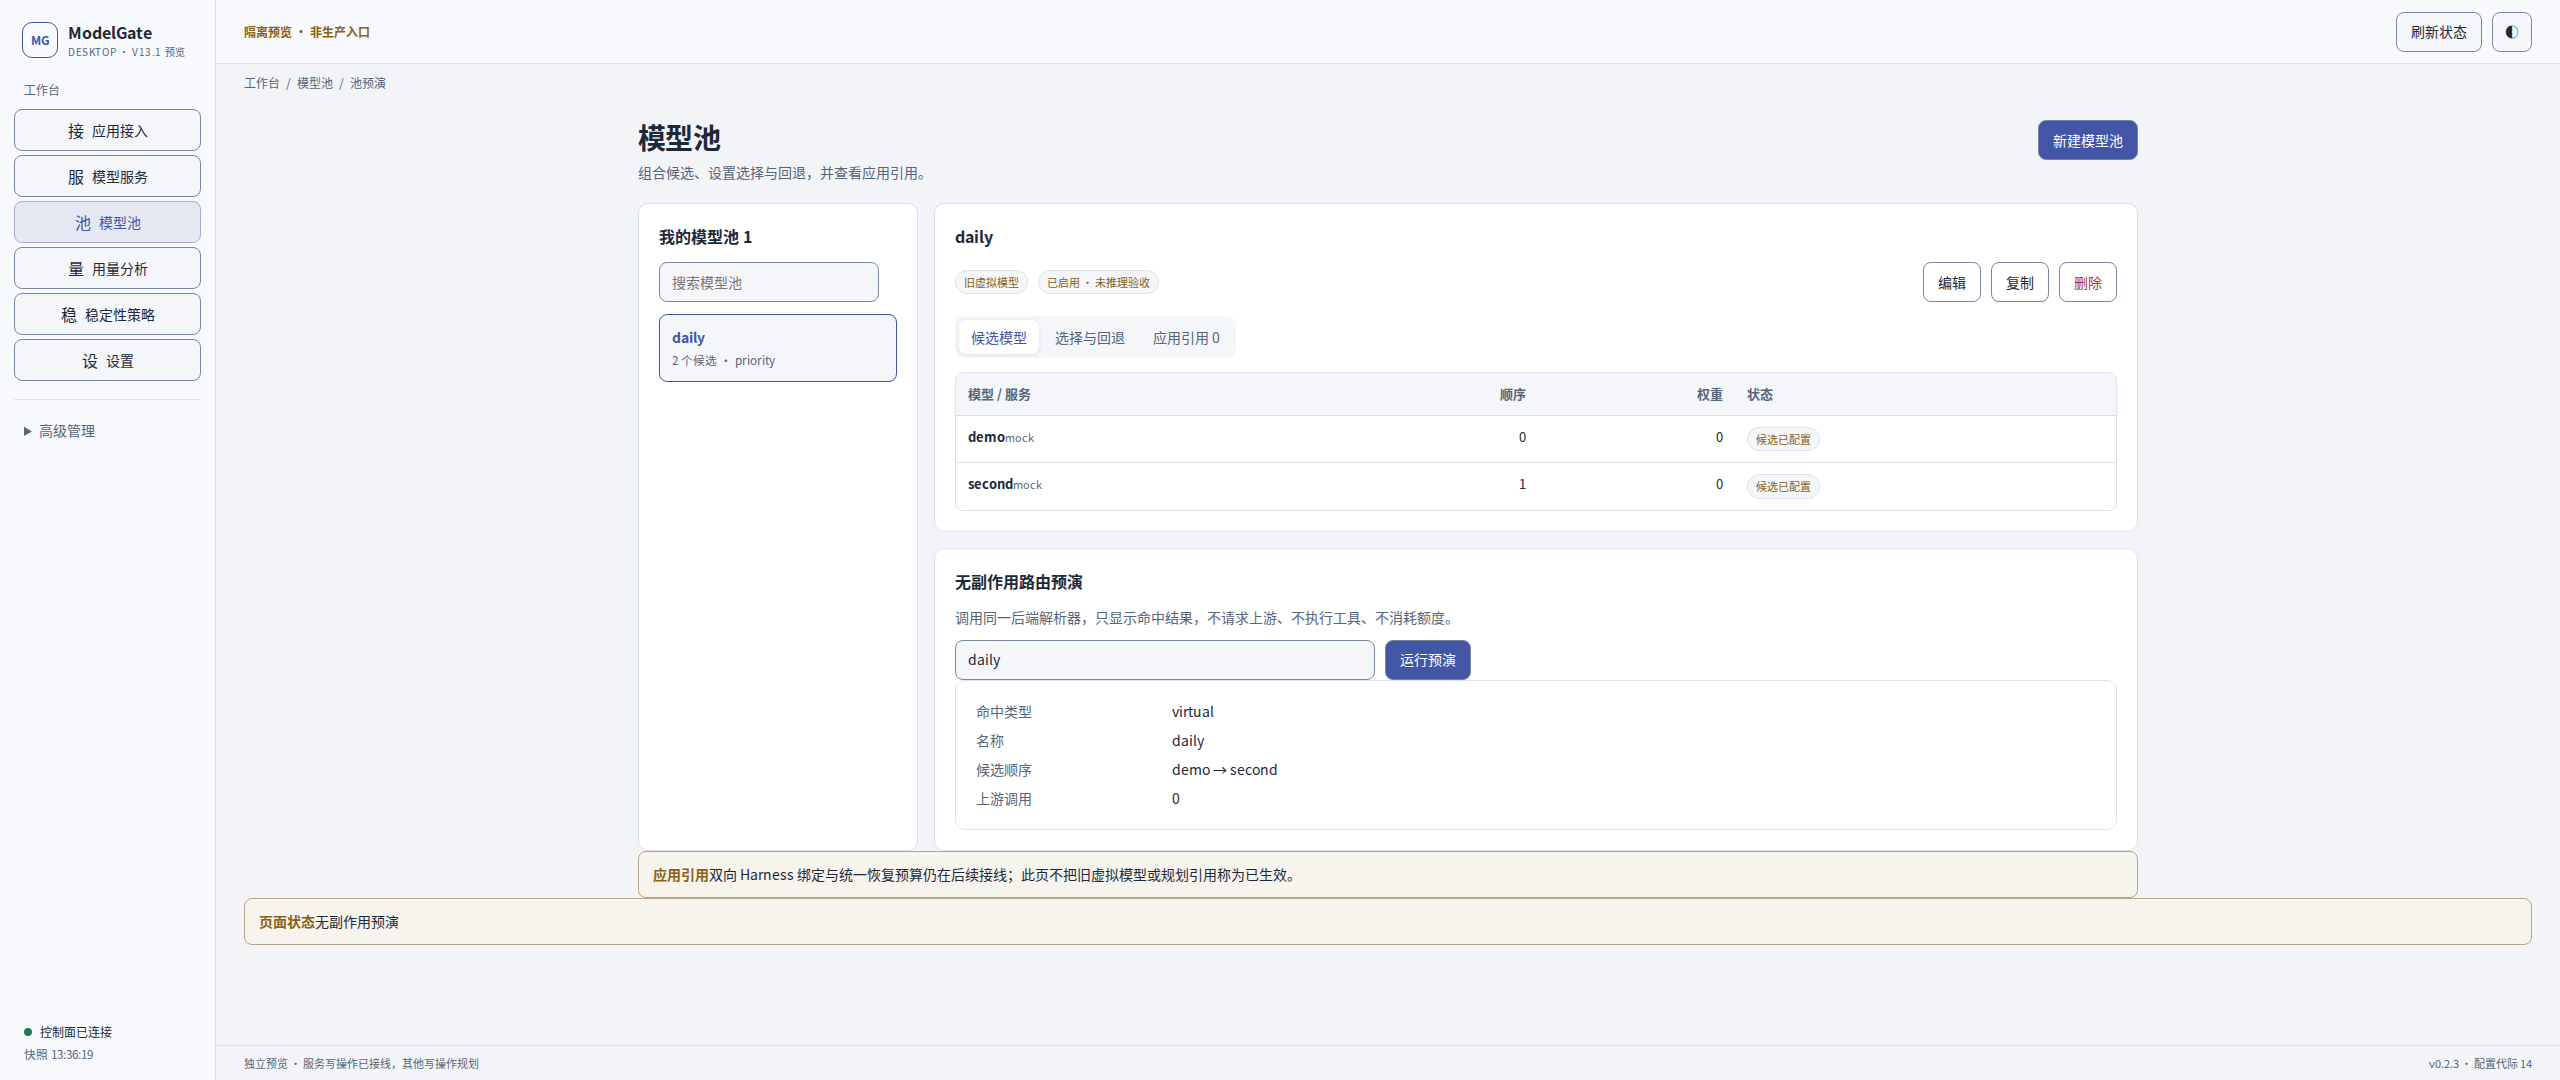 MG
ModelGate
DESKTOP · V13.1 预览
工作台
接 应用接入
服 模型服务
池 模型池
量 用量分析
稳 稳定性策略
设 设置
▶ 高级管理
控制面已连接
快照 13:36:19
隔离预览 · 非生产入口
刷新状态
工作台 / 模型池 / 池预演
模型池
组合候选、设置选择与回退，并查看应用引用。
新建模型池
我的模型池 1
搜索模型池
daily
2 个候选 · priority
daily
旧虚拟模型 已启用 · 未推理验收
编辑 复制 删除
候选模型 选择与回退 应用引用 0
模型 / 服务 顺序 权重 状态
demomock 0 0 候选已配置
secondmock 1 0 候选已配置
无副作用路由预演
调用同一后端解析器，只显示命中结果，不请求上游、不执行工具、不消耗额度。
daily 运行预演
命中类型 virtual
名称 daily
候选顺序 demo → second
上游调用 0
应用引用双向 Harness 绑定与统一恢复预算仍在后续接线；此页不把旧虚拟模型或规划引用称为已生效。
页面状态无副作用预演
独立预览 · 服务写操作已接线，其他写操作规划
v0.2.3 · 配置代际 14